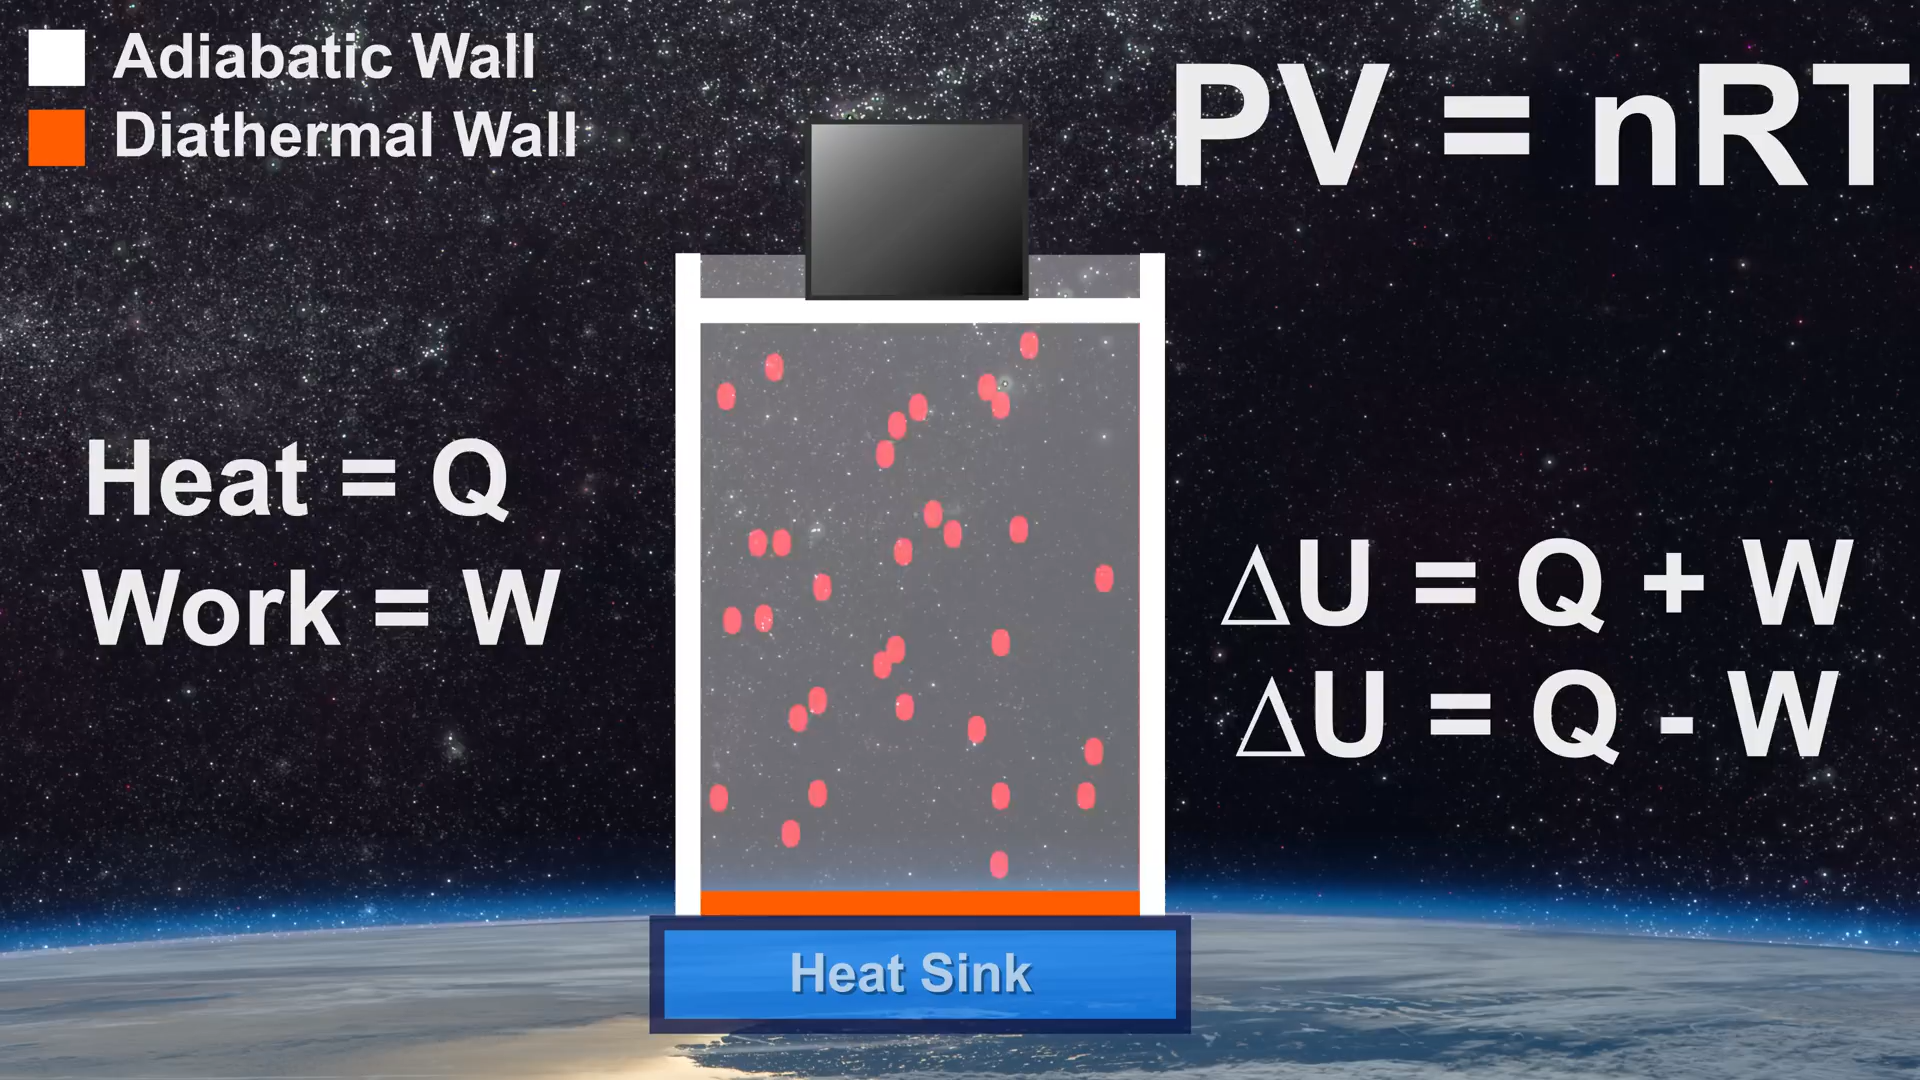 Adiabatic Wall
Diathermal Wall
PV = nRT
Heat = Q
Work = W
ΔU = Q + W
ΔU = Q - W
Heat Sink